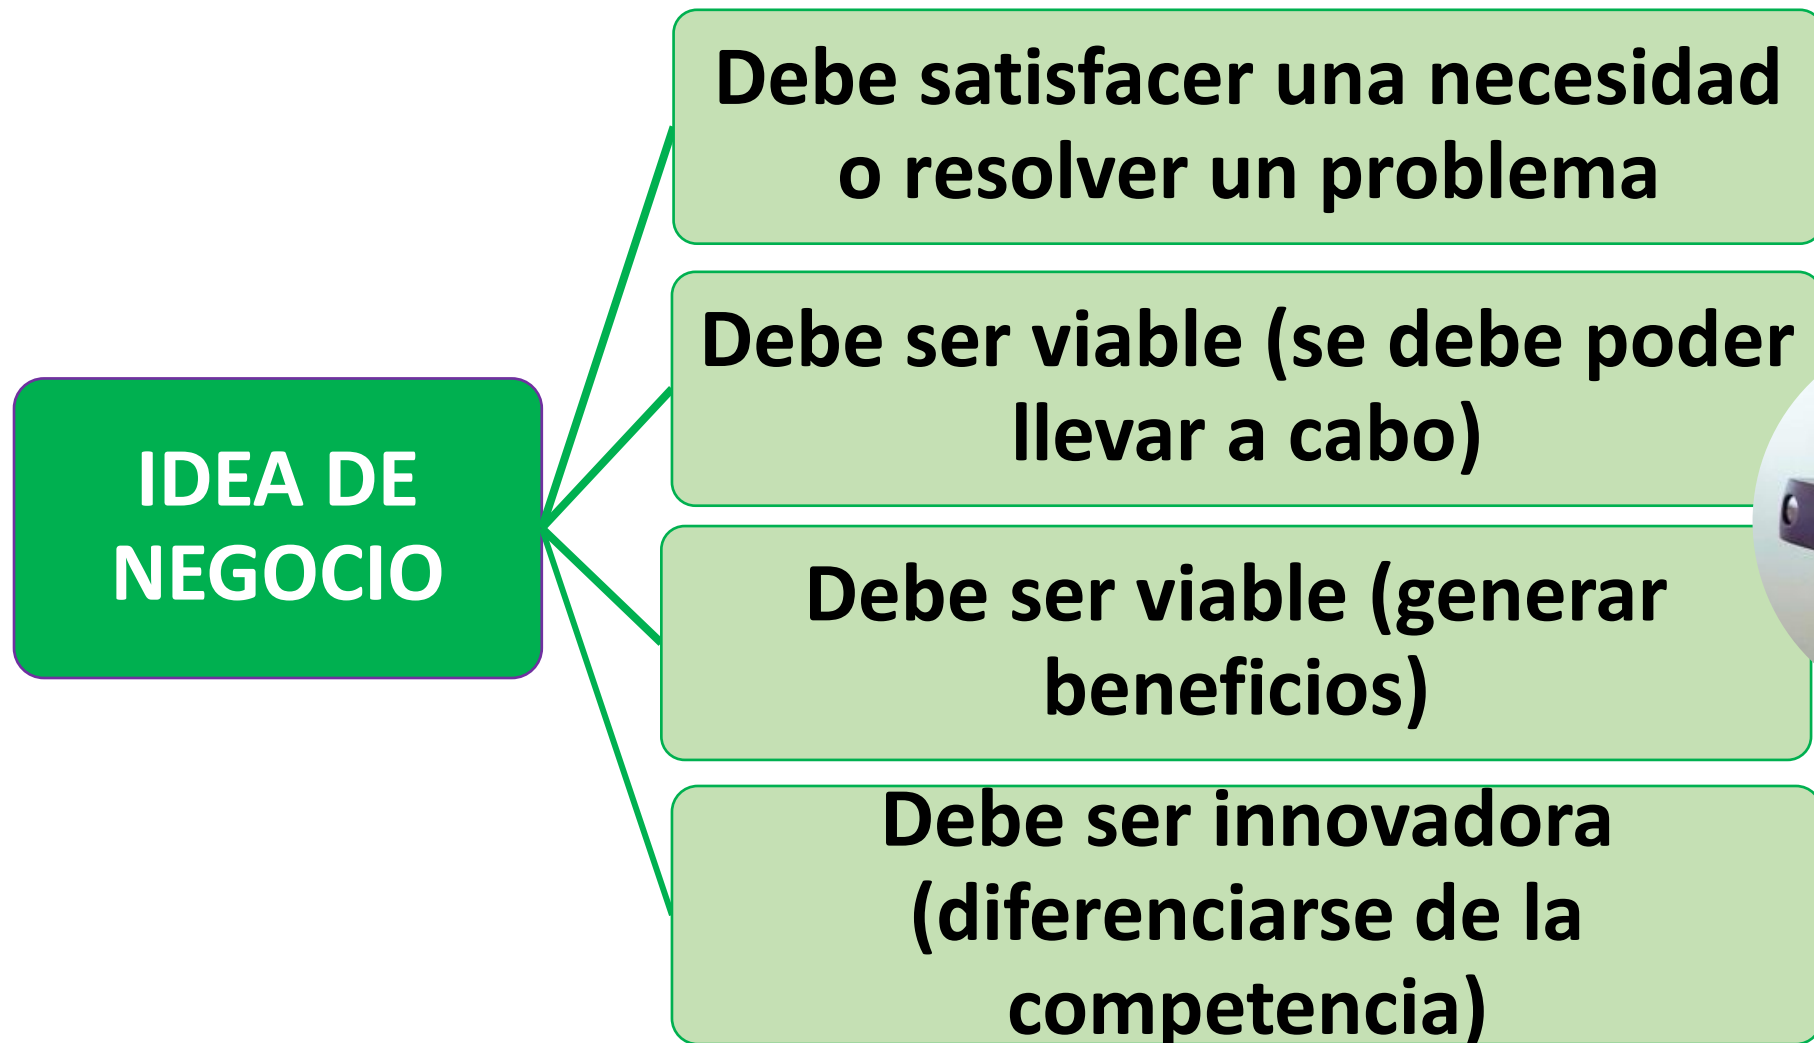 Debe satisfacer una necesidad
o resolver un problema
Debe ser viable (se debe poder
llevar a cabo)
IDEA DE
NEGOCIO
Debe ser viable (generar
beneficios)
Debe ser innovadora
(diferenciarse de la
competencia)